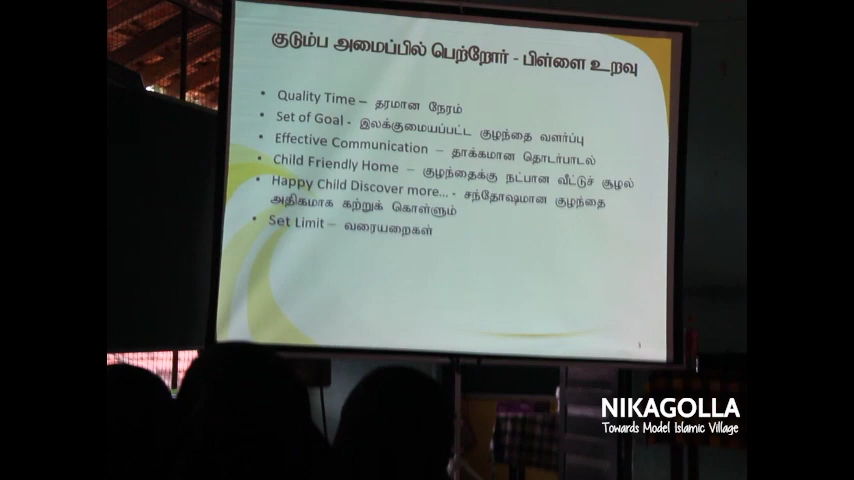 குடும்ப அமைப்பில் பெற்றோர் - பிள்ளை உறவு
• Quality Time – தரமான நேரம்
• Set of Goal - இலக்குமையப்பட்ட குழந்தை வளர்ப்பு
• Effective Communication – தாக்கமான தொடர்பாடல்
• Child Friendly Home – குழந்தைக்கு நட்பான வீட்டுச் சூழல்
• Happy Child Discover more... - சந்தோஷமான குழந்தை
அதிகமாக கற்றுக் கொள்ளும்
• Set Limit – வரையறைகள்
NIKAGOLLA
Towards Model Islamic Village